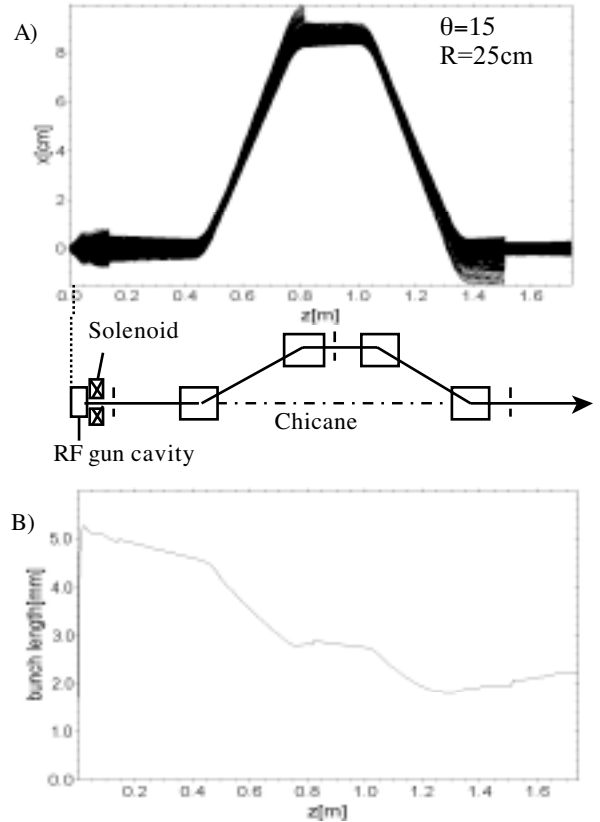 A)
θ=15
R=25cm
x[cm]
8
6
4
2
0
0.0 0.2 0.4 0.6 0.8 1.0 1.2 1.4 1.6
z[m]
Solenoid
Chicane
RF gun cavity
B)
bunch length[mm]
5.0
4.0
3.0
2.0
1.0
0.0
0.2 0.4 0.6 0.8 1.0 1.2 1.4 1.6
z[m]